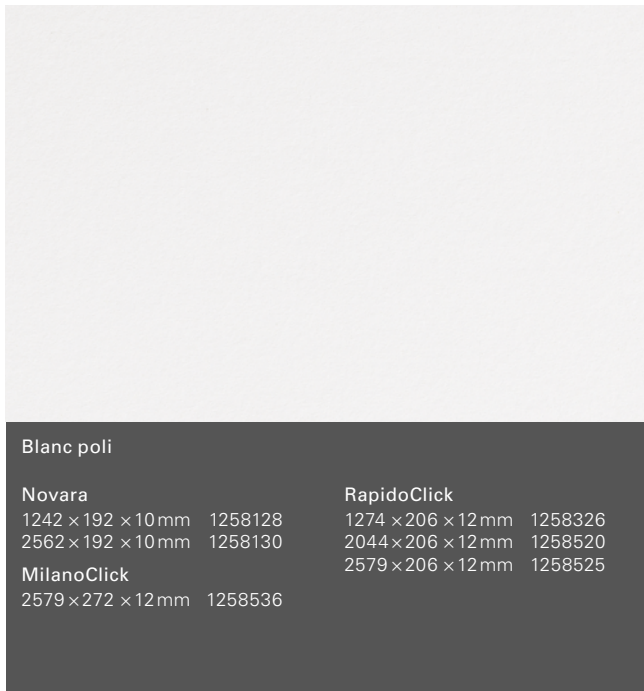 Blanc poli
Novara
1242 × 192 × 10 mm 1258128
2562 × 192 × 10 mm 1258130
MilanoClick
2579 × 272 × 12 mm 1258536
RapidoClick
1274 × 206 × 12 mm 1258326
2044 × 206 × 12 mm 1258520
2579 × 206 × 12 mm 1258525